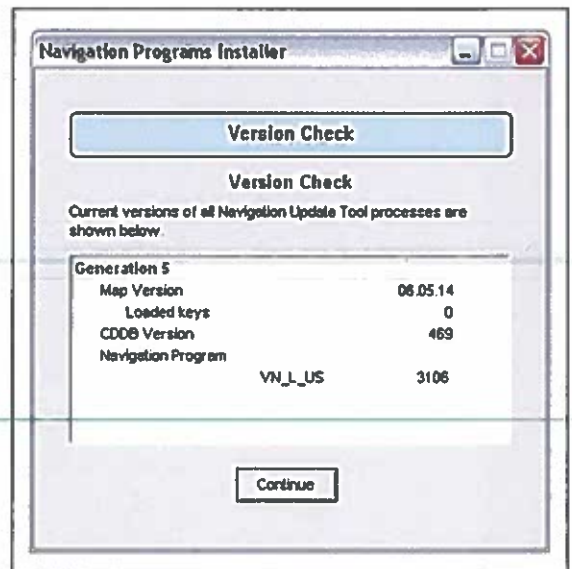 Navigation Programs Installer
Version Check
Version Check
Current versions of all Navigation Update Tool processes are
shown below.
Generation 5
Map Version 06.05.14
Loaded keys 0
CDDB Version 469
Navigation Program
VN_L_US 3106
Continue